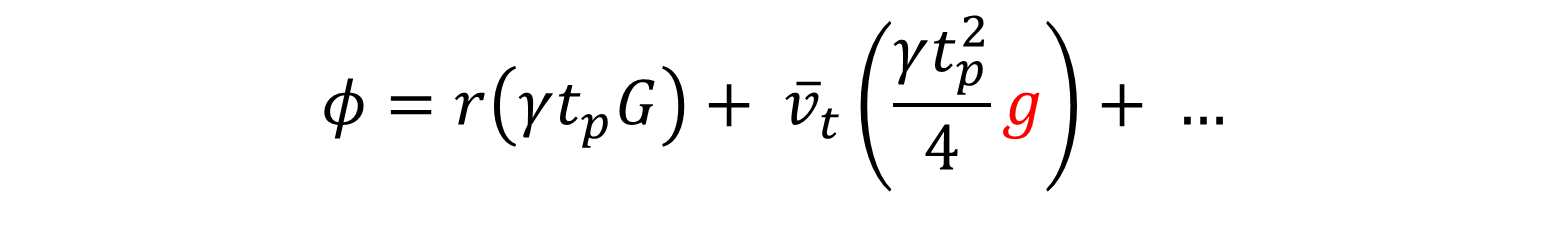 ϕ = r(γt_pG) + v̄_t(γt_p^2/4 g) + ...